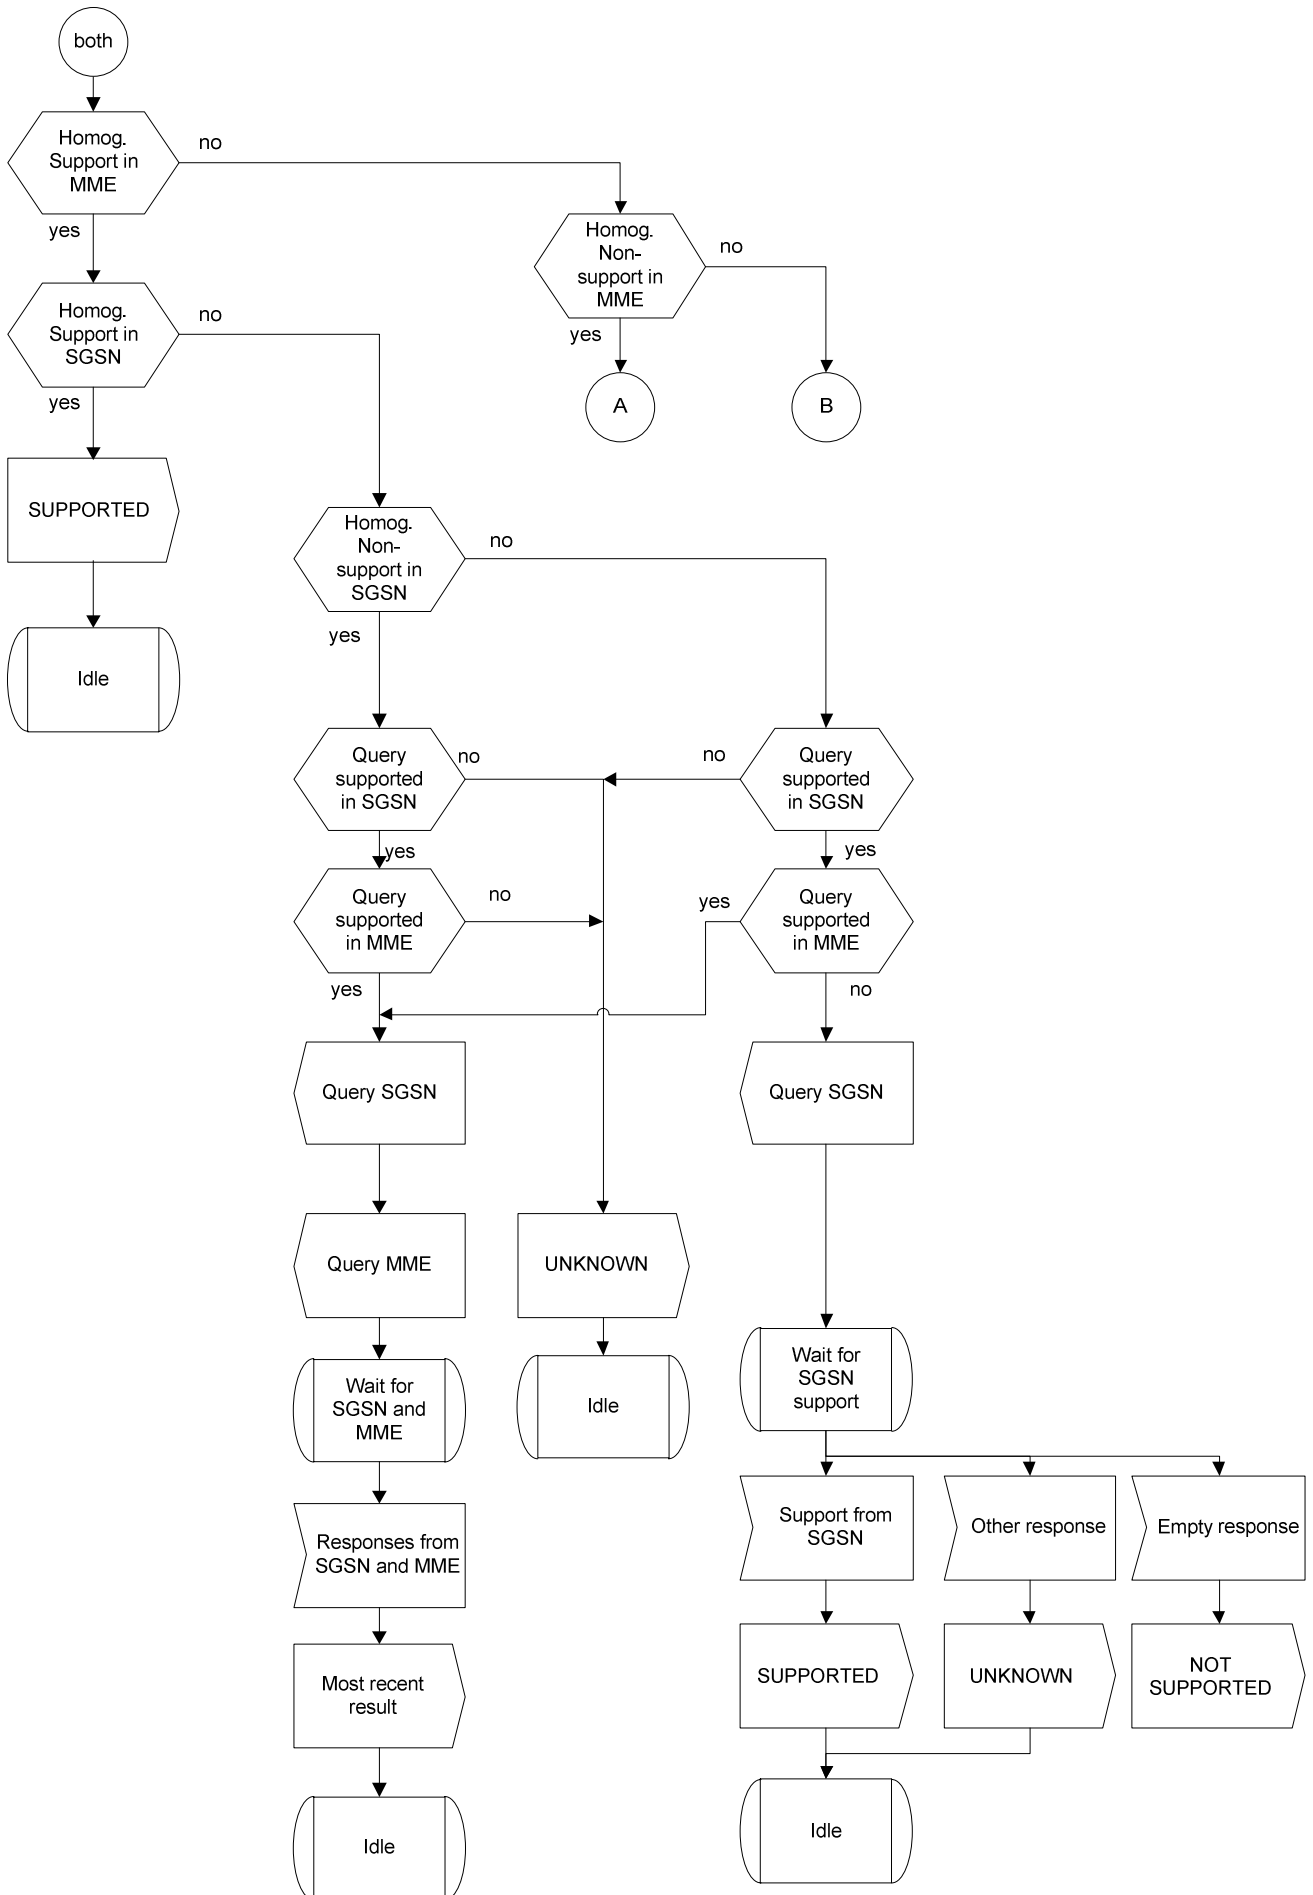 both
Homog.
Support in
MME
no
yes
Homog.
Non-
support in
MME
no
yes
A
B
Homog.
Support in
SGSN
no
yes
SUPPORTED
Idle
Homog.
Non-
support in
SGSN
no
yes
Query
supported
in SGSN
no
yes
no
Query
supported
in SGSN
yes
Query
supported
in MME
no
yes
yes
Query
supported
in MME
no
Query SGSN
Query SGSN
Query MME
UNKNOWN
Wait for
SGSN and
MME
Idle
Wait for
SGSN
support
Responses from
SGSN and MME
Support from
SGSN
Other response
Empty response
Most recent
result
SUPPORTED
UNKNOWN
NOT
SUPPORTED
Idle
Idle